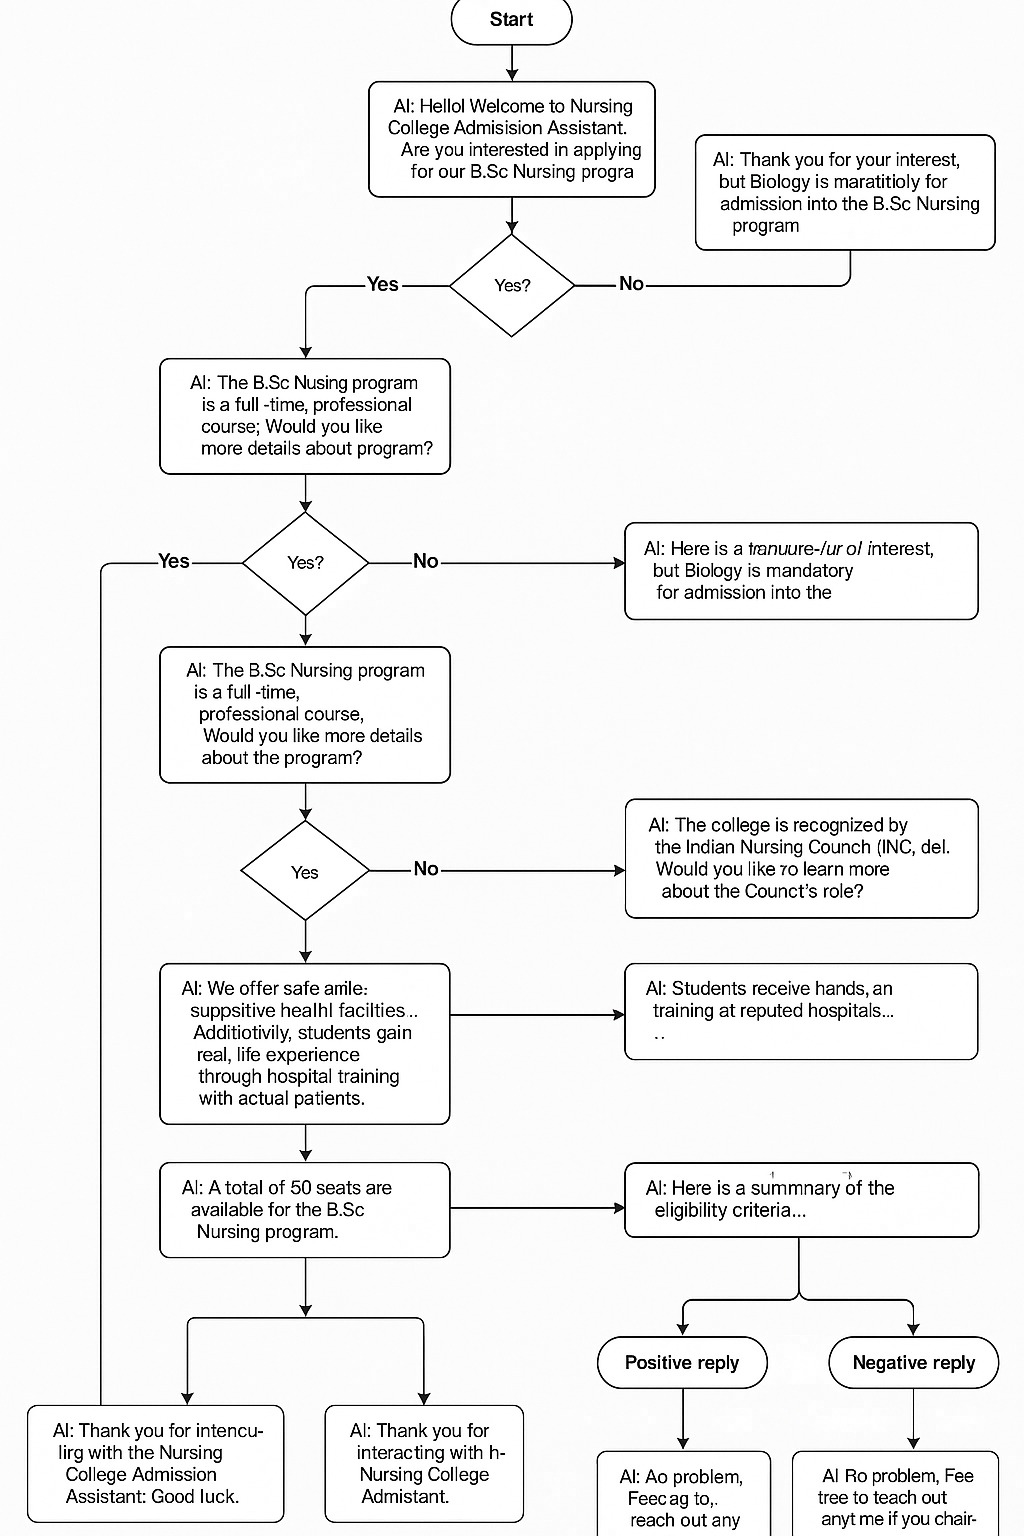 Start
AI: Hellol Welcome to Nursing
College Admisision Assistant.
Are you interested in applying
for our B.Sc Nursing progra
AI: Thank you for your interest,
but Biology is for
admission into the B.Sc Nursing
program
Yes?
Yes
No
AI: The B.Sc Nusing program
is a full -time, professional
course; Would you like
more details about program?
Yes?
Yes
No
AI: Here is a interest,
but Biology is mandatory
for admission into the
AI: The B.Sc Nursing program
is a full -time,
professional course,
Would you like more details
about the program?
Yes
No
AI: The college is recognized by
the Indian Nursing Counch (INC, del.
Would you like to learn more
about the Counct's role?
AI: We offer safe
suppsitive healhl facilties...
Additiotivily, students gain
real, life experience
through hospital training
with actual patients.
AI: Students receive hands, an
training at reputed hospitals...
..
AI: A total of 50 seats are
available for the B.Sc
Nursing program.
AI: Here is a summnary of the
eligibility criteria...
Positive reply
Negative reply
AI: Thank you for intencu-
lirg with the Nursing
College Admission
Assistant: Good luck.
AI: Thank you for
interacting with h-
Nursing College
Admistant.
AI: Ao problem,
Feecag to,.
reach out any
AI Ro problem, Fee
tree to teach out
anyt me if you chair-